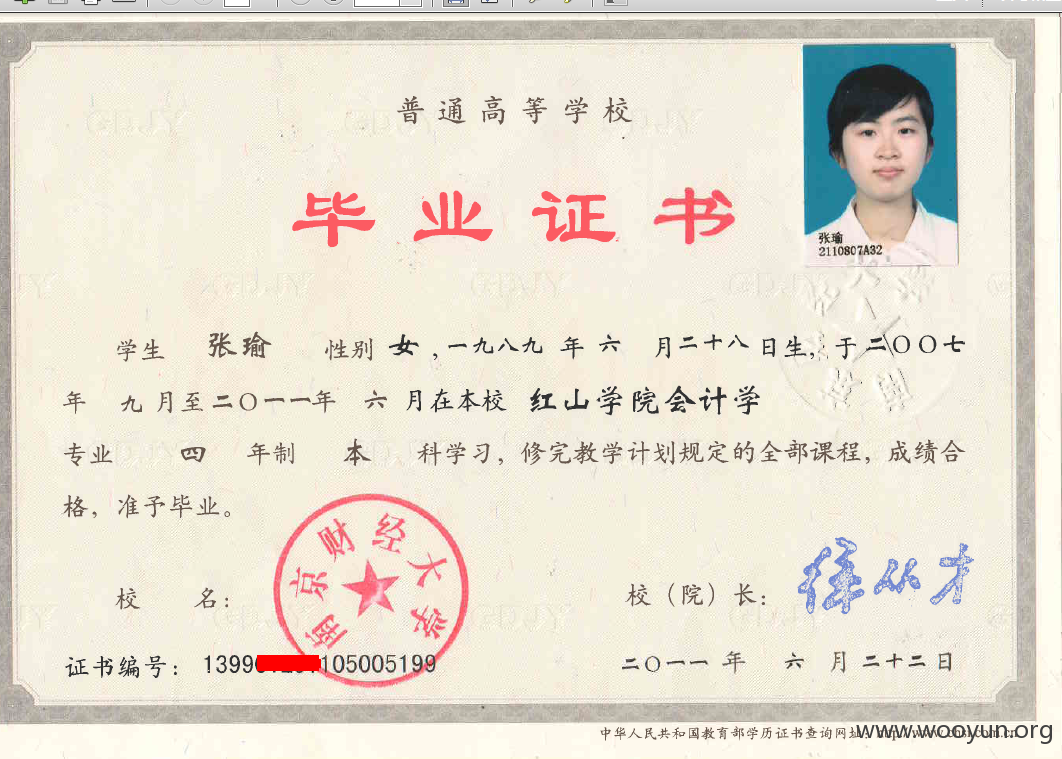 普通高等学校
毕业证书
张瑜
2110807A32
学生 张瑜 性别 女,一九八九 年 六 月二十八日生,于二〇〇七
年 九月至二〇一一年 六 月在本校 红山学院会计学
专业 四 年制 本 科学习,修完教学计划规定的全部课程,成绩合
格,准予毕业。
校 名:
南京财经大学
校(院)长:
徐从才
证书编号: 1399 105005199
二〇一一 年 六 月二十二日
中华人民共和国教育部学历证书查询网址:
www.wooyun.org